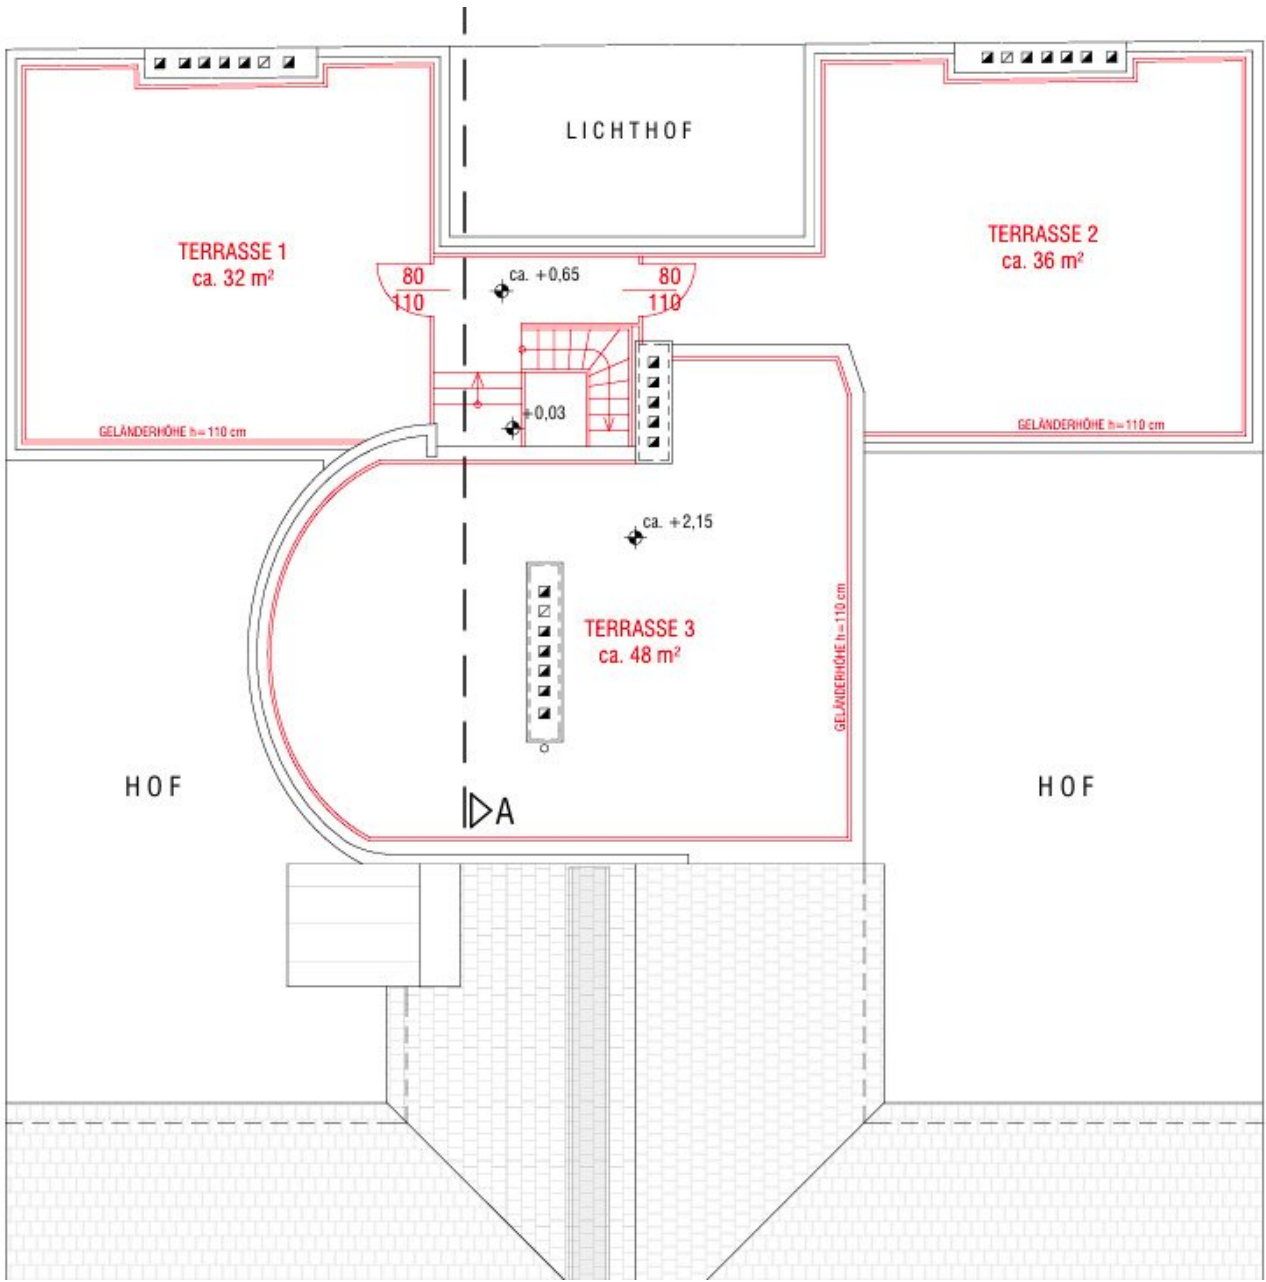 LICHTHOF
TERRASSE 1
ca. 32 m²
TERRASSE 2
ca. 36 m²
80
110
ca. +0,65
80
110
+0,03
GELÄNDERHÖHE h=110 cm
GELÄNDERHÖHE h=110 cm
ca. +2,15
TERRASSE 3
ca. 48 m²
GELÄNDERHÖHE h=110 cm
HOF
HOF
A